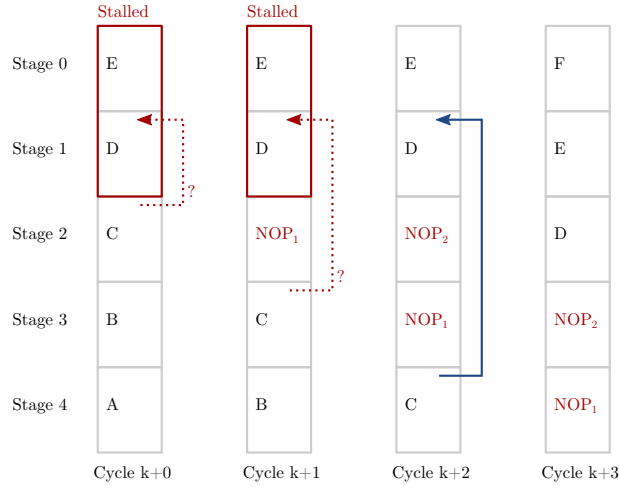 Stalled Stalled
Stage 0 E E E F
?
Stage 1 D D D E
?
Stage 2 C NOP₁ NOP₂ D
Stage 3 B C NOP₁ NOP₂
Stage 4 A B C NOP₁
Cycle k+0 Cycle k+1 Cycle k+2 Cycle k+3